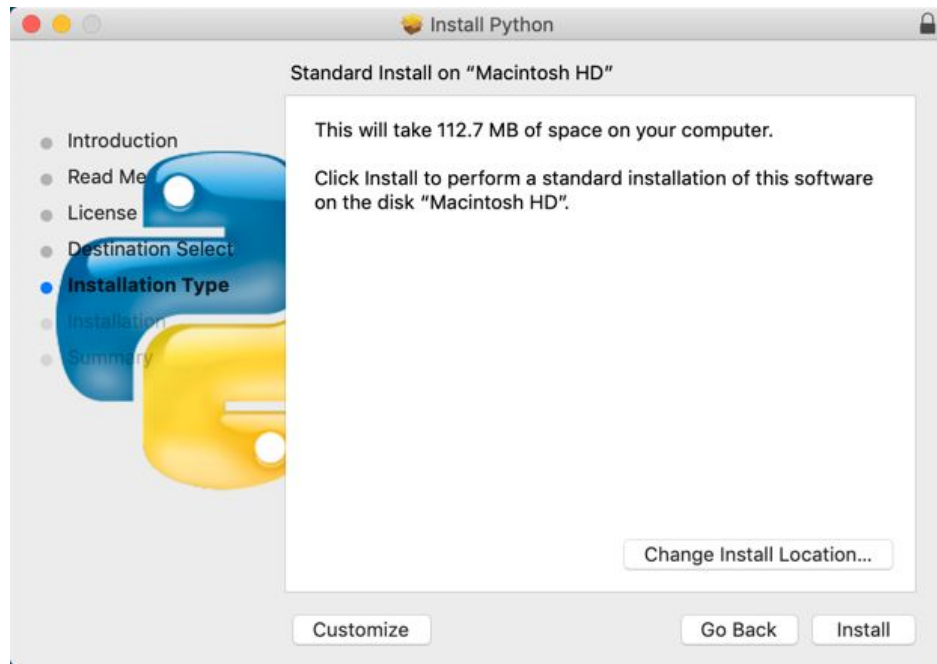 Install Python
Standard Install on “Macintosh HD”
Introduction
Read Me
License
Destination Select
Installation Type
Installation
Summary
This will take 112.7 MB of space on your computer.
Click Install to perform a standard installation of this software
on the disk “Macintosh HD”.
Change Install Location...
Customize
Go Back
Install